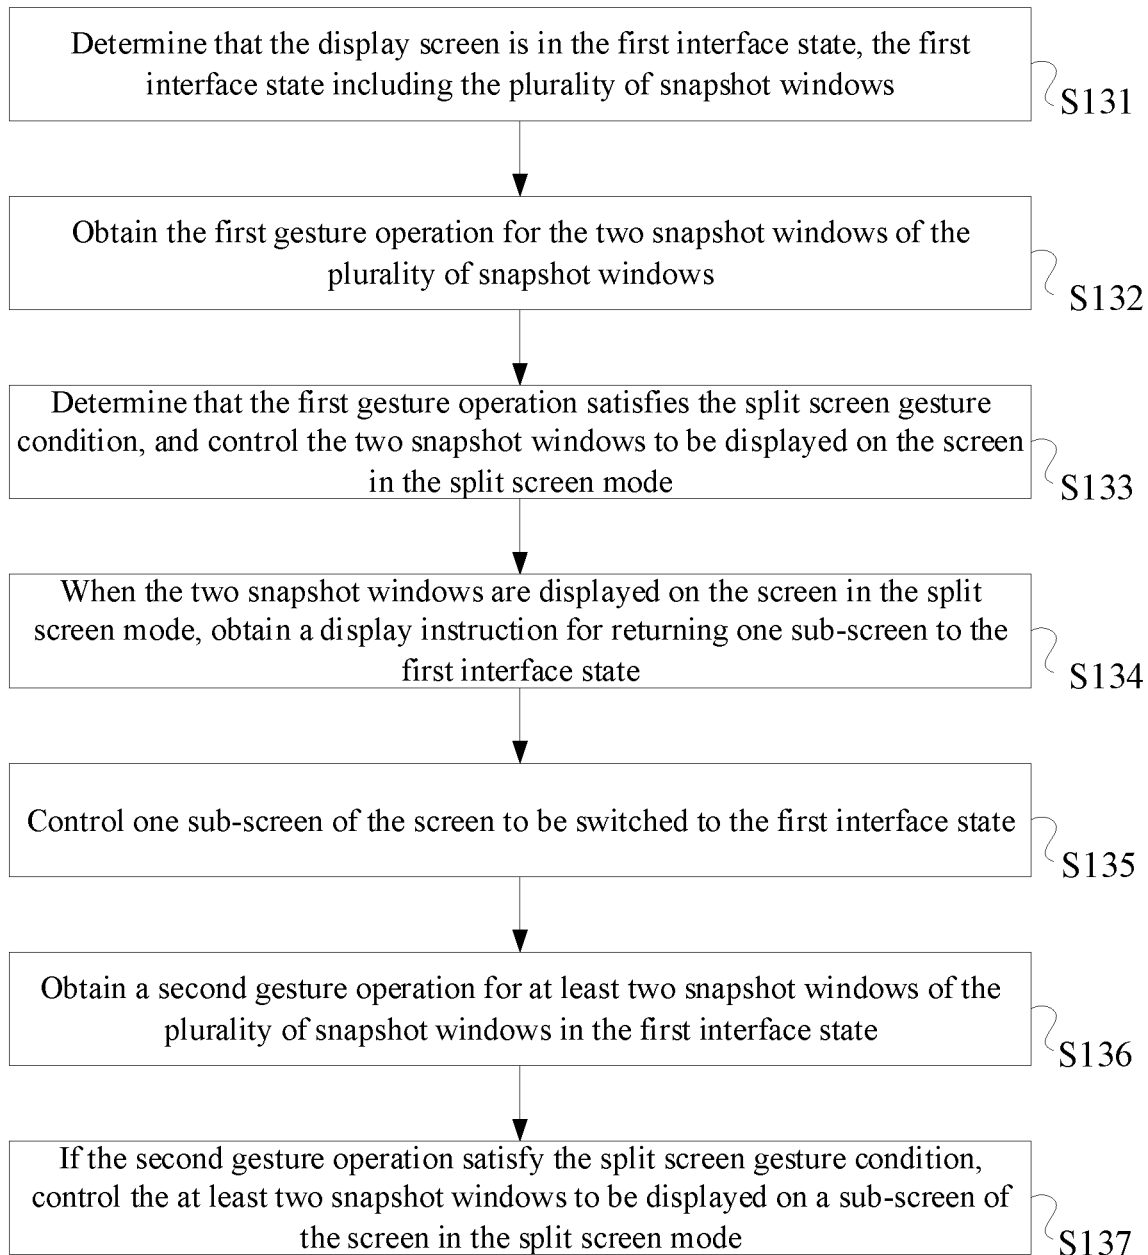 Determine that the display screen is in the first interface state, the first
interface state including the plurality of snapshot windows
S131
Obtain the first gesture operation for the two snapshot windows of the
plurality of snapshot windows
S132
Determine that the first gesture operation satisfies the split screen gesture
condition, and control the two snapshot windows to be displayed on the screen
in the split screen mode
S133
When the two snapshot windows are displayed on the screen in the split
screen mode, obtain a display instruction for returning one sub-screen to the
first interface state
S134
Control one sub-screen of the screen to be switched to the first interface state
S135
Obtain a second gesture operation for at least two snapshot windows of the
plurality of snapshot windows in the first interface state
S136
If the second gesture operation satisfy the split screen gesture condition,
control the at least two snapshot windows to be displayed on a sub-screen of
the screen in the split screen mode
S137